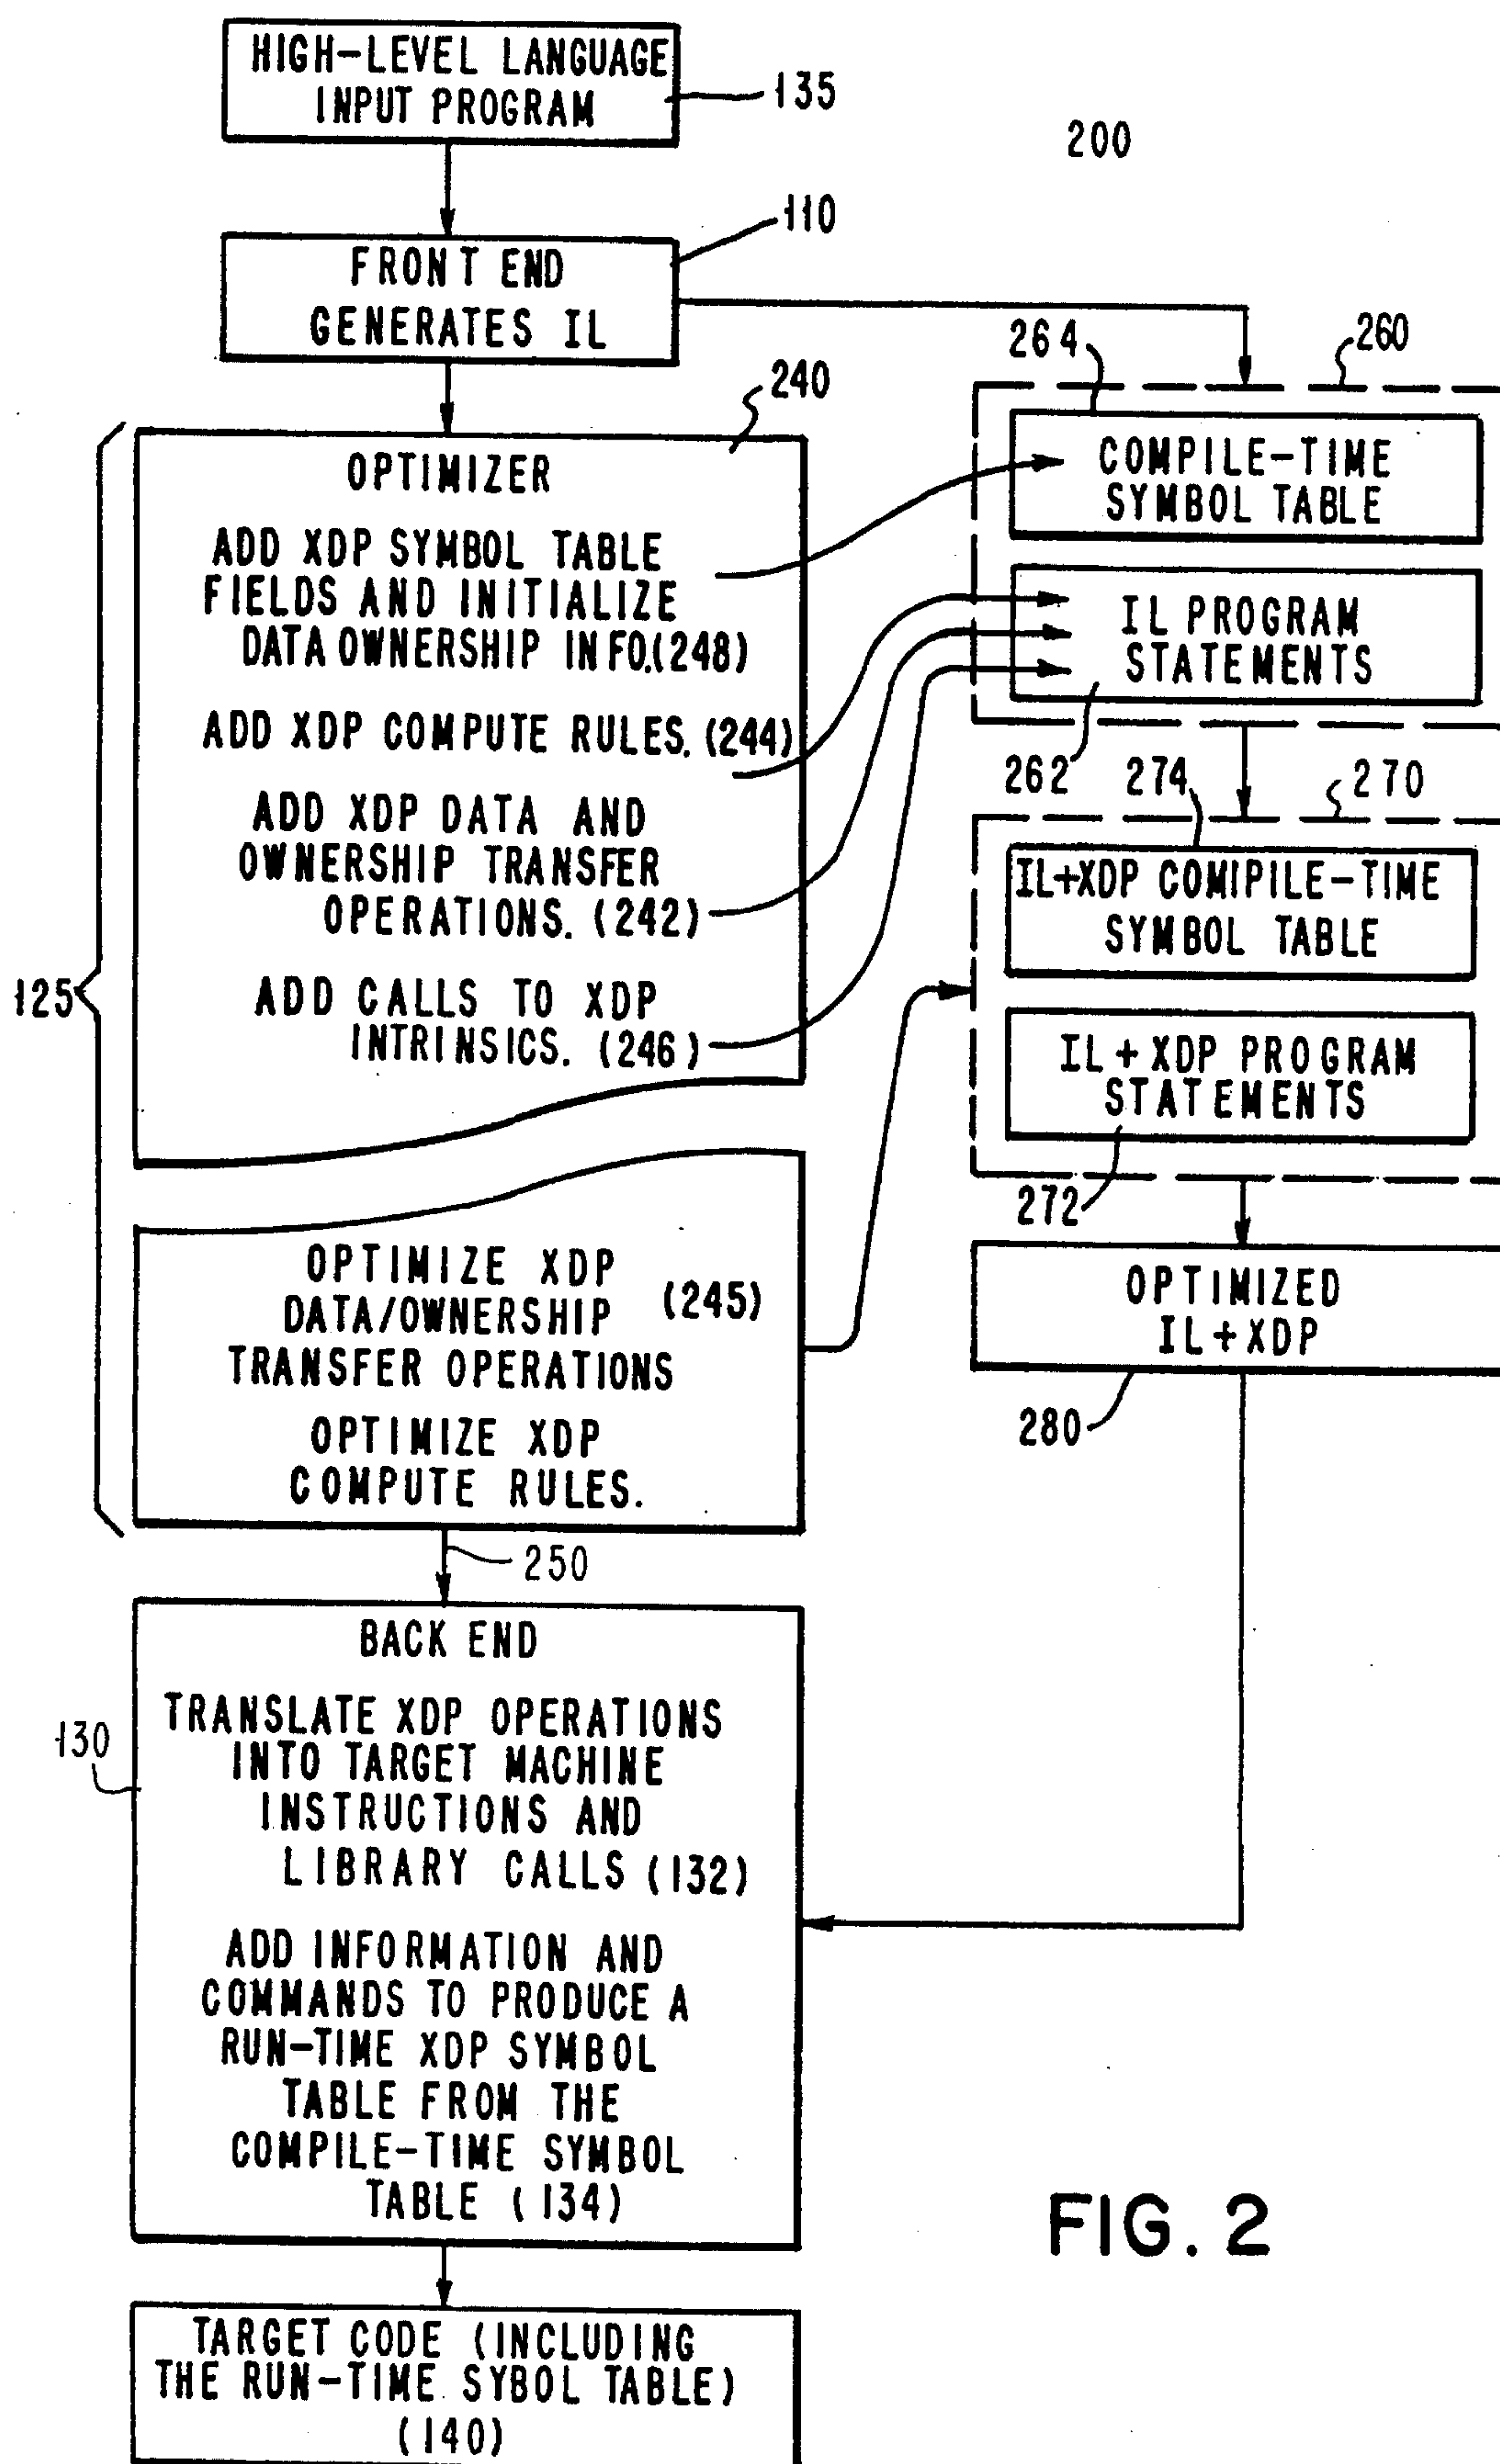 HIGH-LEVEL LANGUAGE
INPUT PROGRAM
135
200
110
FRONT END
GENERATES IL
264
260
240
OPTIMIZER
ADD XDP SYMBOL TABLE
FIELDS AND INITIALIZE
DATA OWNERSHIP INFO.(248)
ADD XDP COMPUTE RULES. (244)
ADD XDP DATA AND
OWNERSHIP TRANSFER
OPERATIONS. (242)
ADD CALLS TO XDP
INTRINSICS. (246)
125
COMPILE-TIME
SYMBOL TABLE
IL PROGRAM
STATEMENTS
262
274
270
IL+XDP COMIPILE-TIME
SYMBOL TABLE
IL+XDP PROGRAM
STATEMENTS
272
OPTIMIZE XDP
DATA/OWNERSHIP (245)
TRANSFER OPERATIONS
OPTIMIZE XDP
COMPUTE RULES.
OPTIMIZED
IL+XDP
280
250
BACK END
TRANSLATE XDP OPERATIONS
INTO TARGET MACHINE
INSTRUCTIONS AND
LIBRARY CALLS (132)
130
ADD INFORMATION AND
COMMANDS TO PRODUCE A
RUN-TIME XDP SYMBOL
TABLE FROM THE
COMPILE-TIME SYMBOL
TABLE (134)
FIG. 2
TARGET CODE (INCLUDING
THE RUN-TIME SYBOL TABLE)
(140)